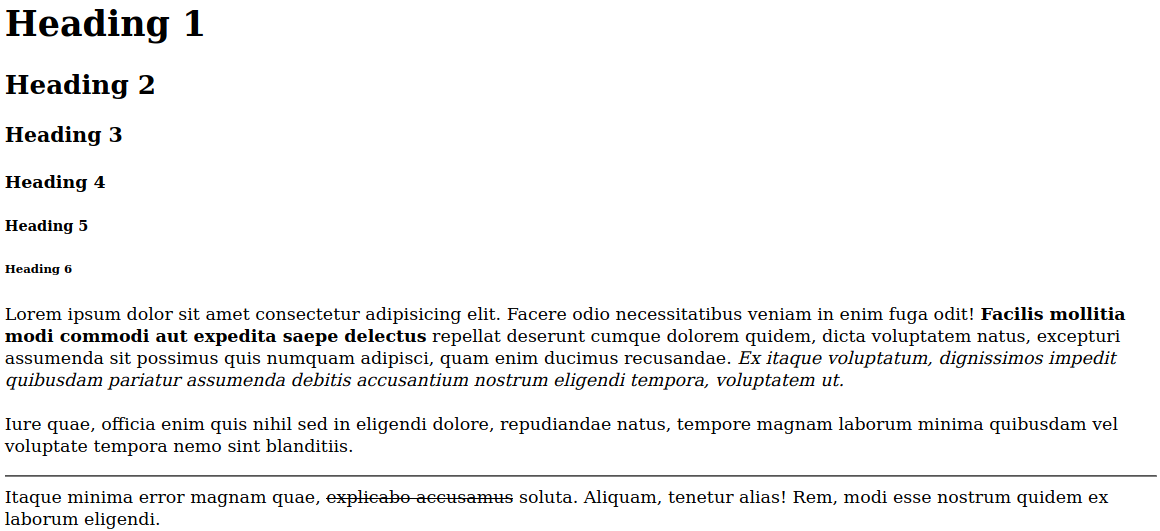 Heading 1
Heading 2
Heading 3
Heading 4
Heading 5
Heading 6
Lorem ipsum dolor sit amet consectetur adipisicing elit. Facere odio necessitatibus veniam in enim fuga odit! Facilis mollitia
modi commodi aut expedita saepe delectus repellat deserunt cumque dolorem quidem, dicta voluptatem natus, excepturi
assumenda sit possimus quis numquam adipisci, quam enim ducimus recusandae. Ex itaque voluptatum, dignissimos impedit
quibusdam pariatur assumenda debitis accusantium nostrum eligendi tempora, voluptatem ut.
Iure quae, officia enim quis nihil sed in eligendi dolore, repudiandae natus, tempore magnam laborum minima quibusdam vel
voluptate tempora nemo sint blanditiis.
Itaque minima error magnam quae, explicabo accusamus soluta. Aliquam, tenetur alias! Rem, modi esse nostrum quidem ex
laborum eligendi.